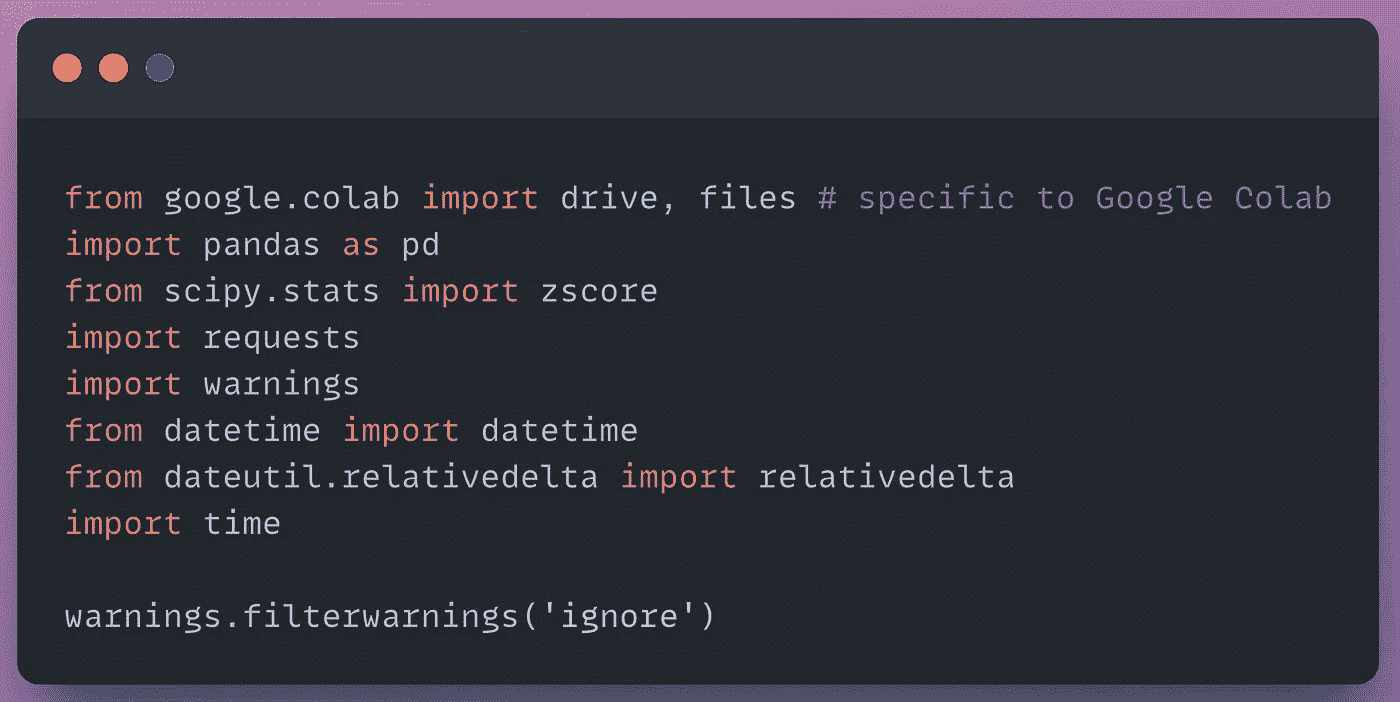 from google.colab import drive, files # specific to Google Colab
import pandas as pd
from scipy.stats import zscore
import requests
import warnings
from datetime import datetime
from dateutil.relativedelta import relativedelta
import time
warnings.filterwarnings('ignore')